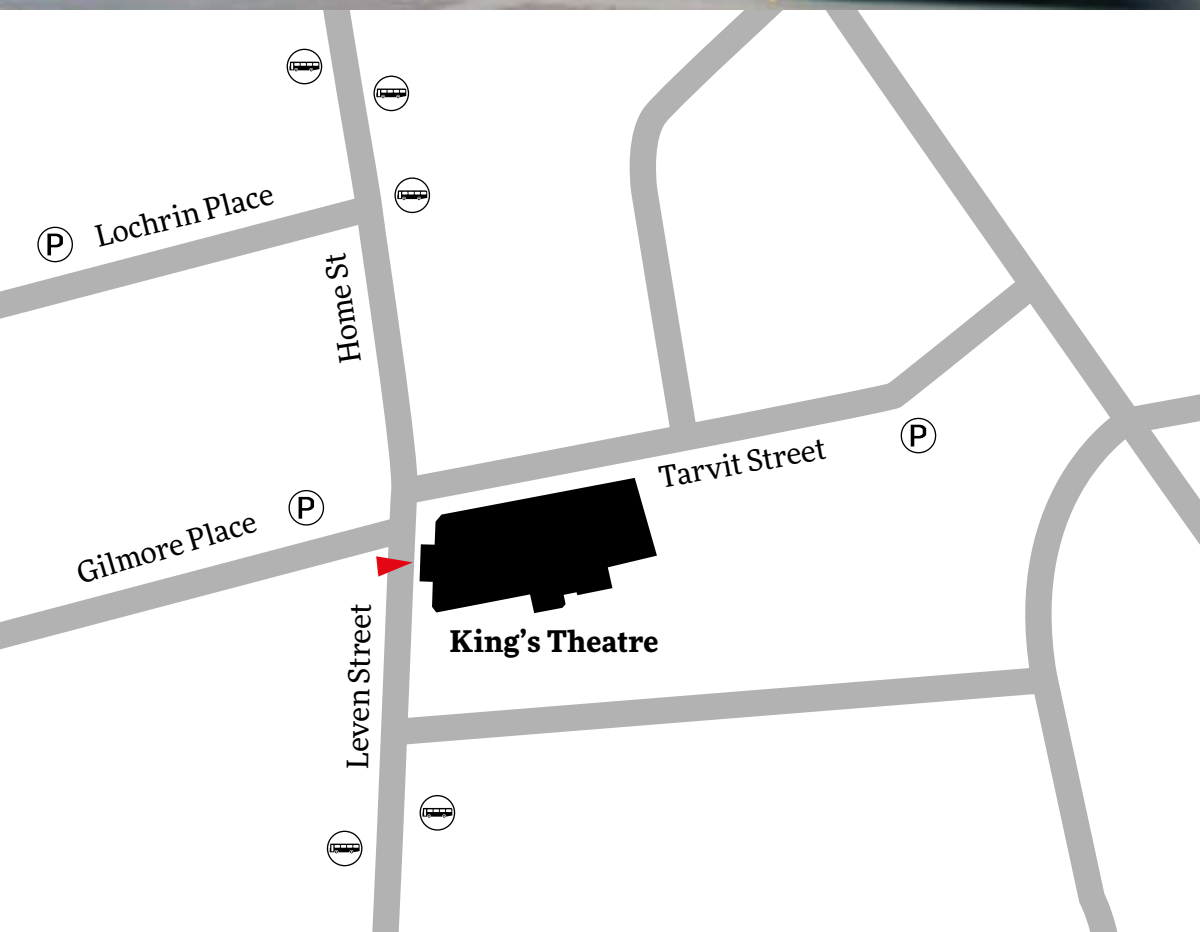 Lochrin Place
P
Home St
Tarvit Street
P
Gilmore Place
P
Leven Street
King’s Theatre